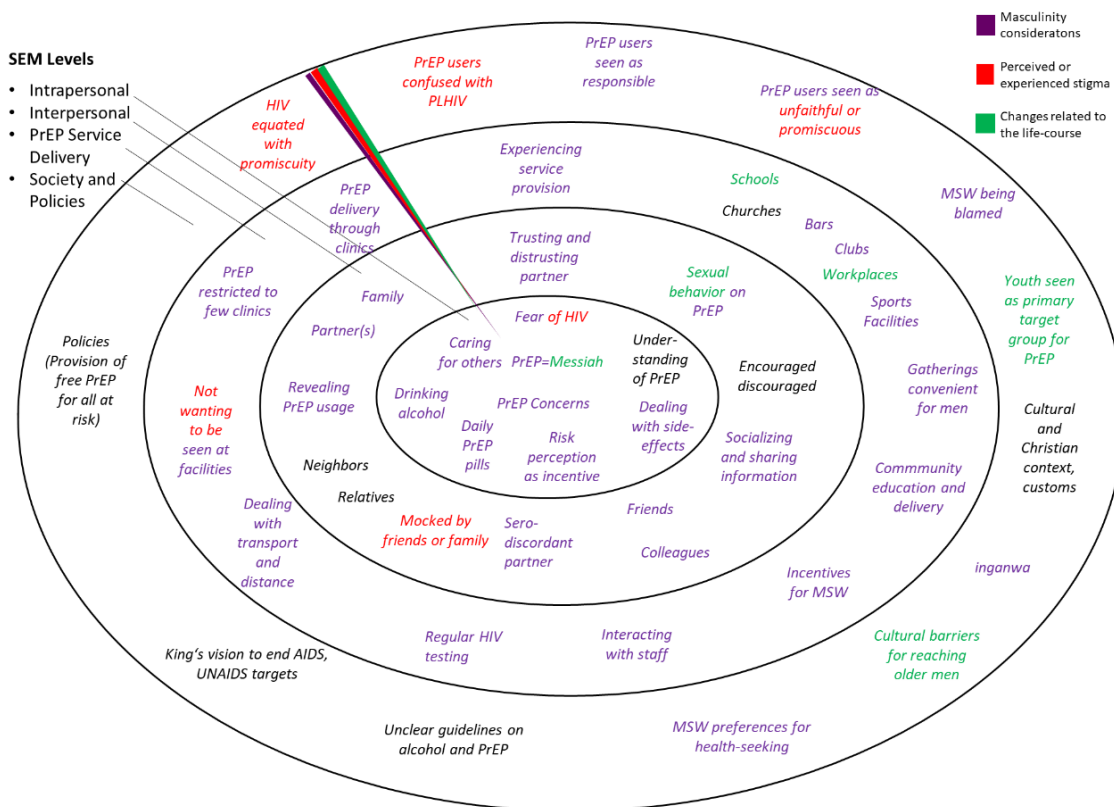 SEM Levels
• Intrapersonal
• Interpersonal
• PrEP Service
Delivery
• Society and
Policies
Masculinity
consideratons
Perceived or
experienced stigma
Changes related to
the life-course
HIV
equated
with
promiscuity
PrEP users
confused with
PLHIV
PrEP users
seen as
responsible
PrEP users seen as
unfaithful or
promiscuous
MSW being
blamed
Youth seen
as primary
target
group for
PrEP
Cultural and
Christian
context,
customs
inganwa
Cultural barriers
for reaching
older men
MSW preferences for
health-seeking
Unclear guidelines on
alcohol and PrEP
King's vision to end AIDS,
UNAIDS targets
Policies
(Provision of
free PrEP
for all at
risk)
PrEP
delivery
through
clinics
Experiencing
service
provision
Schools
Churches
Bars
Clubs
Workplaces
Sports
Facilities
Gatherings
convenient
for men
Commmunity
education and
delivery
Incentives
for MSW
Interacting
with staff
Regular HIV
testing
Dealing
with
transport
and
distance
Not
wanting
to be
seen at
facilities
PrEP
restricted to
few clinics
Family
Partner(s)
Trusting and
distrusting
partner
Sexual
behavior on
PrEP
Encouraged
discouraged
Socializing
and sharing
information
Friends
Colleagues
Sero-
discordant
partner
Mocked by
friends or family
Relatives
Neighbors
Revealing
PrEP usage
Fear of HIV
Caring
for others
PrEP=Messiah
Under-
standing
of PrEP
Drinking
alcohol
PrEP Concerns
Daily
PrEP
pills
Risk
perception
as incentive
Dealing
with side-
effects